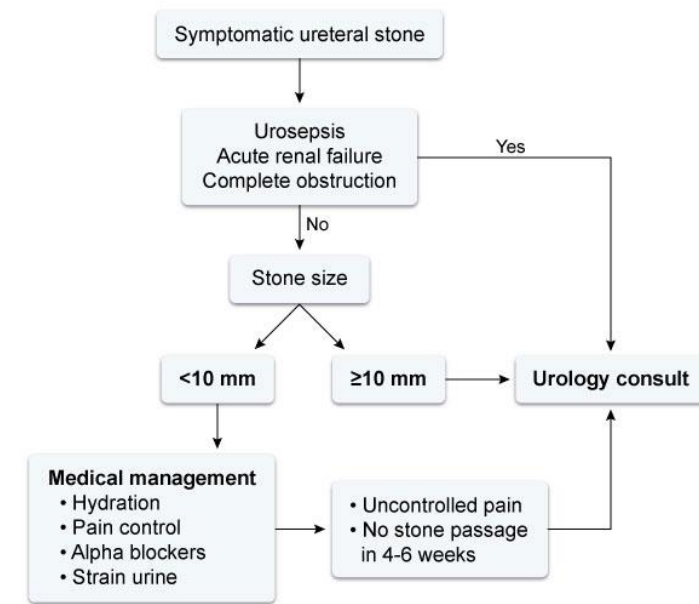 Symptomatic ureteral stone
Urosepsis
Acute renal failure
Complete obstruction
Yes
No
Stone size
<10 mm
≥10 mm
Urology consult
Medical management
• Hydration
• Pain control
• Alpha blockers
• Strain urine
• Uncontrolled pain
• No stone passage
in 4-6 weeks